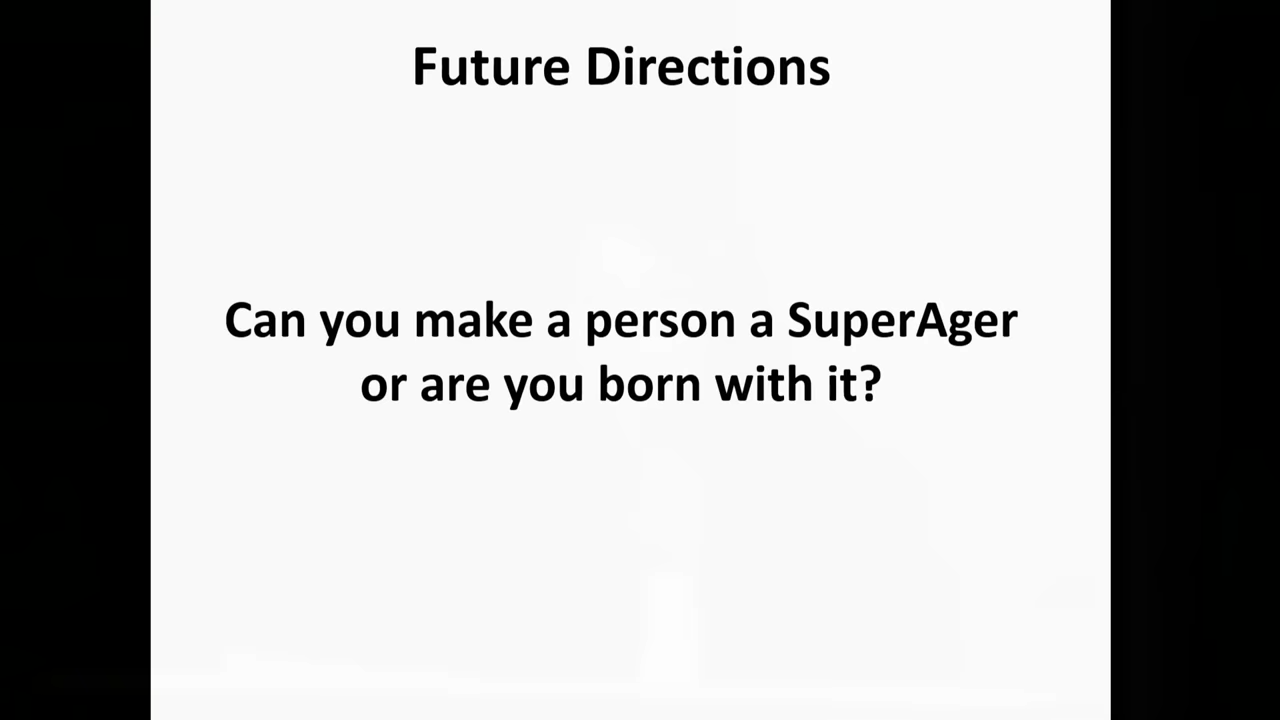 Future Directions
Can you make a person a SuperAger
or are you born with it?